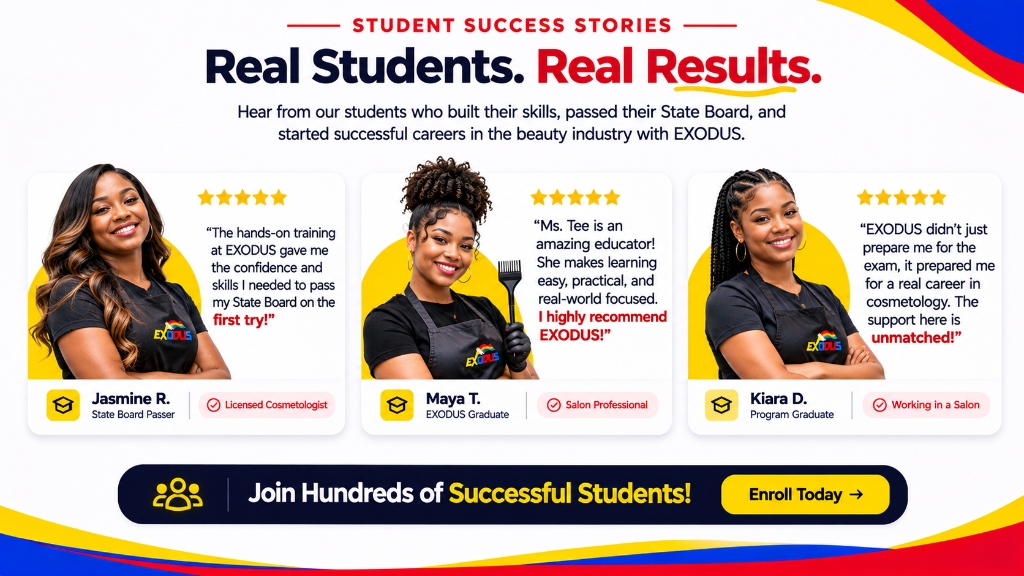 STUDENT SUCCESS STORIES
Real Students. Real Results.
Hear from our students who built their skills, passed their State Board, and
started successful careers in the beauty industry with EXODUS.
“The hands-on training
at EXODUS gave me
the confidence and
skills I needed to pass
my State Board on the
first try!”
EXODUS
Jasmine R.
State Board Passer
Licensed Cosmetologist
“Ms. Tee is an
amazing educator!
She makes learning
easy, practical, and
real-world focused.
I highly recommend
EXODUS!”
EXODUS
Maya T.
EXODUS Graduate
Salon Professional
“EXODUS didn’t just
prepare me for the
exam, it prepared me
for a real career in
cosmetology. The
support here is
unmatched!”
EXODUS
Kiara D.
Program Graduate
Working in a Salon
Join Hundreds of Successful Students!
Enroll Today →